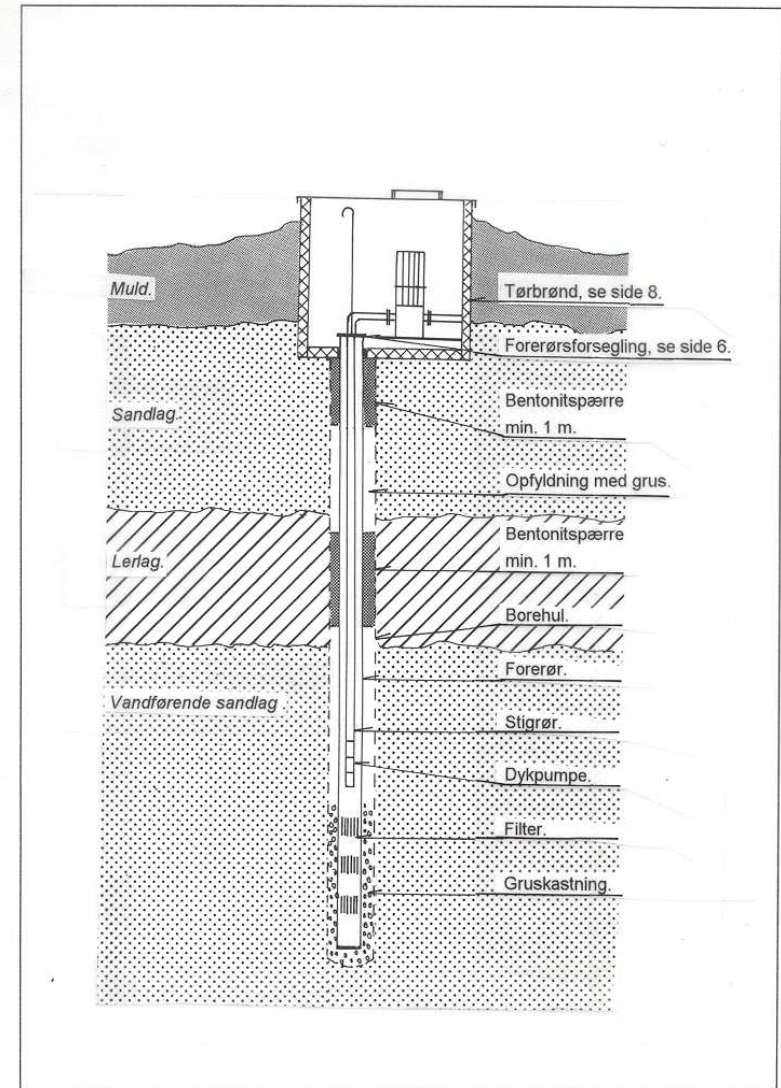 Muld.
Tørbrønd, se side 8.
Forerørsforsegling, se side 6.
Sandlag.
Bentonitspærre
min. 1 m.
Opfyldning med grus.
Bentonitspærre
min. 1 m.
Lerlag.
Borehul.
Forerør.
Vandførende sandlag .
Stigrør.
Dykpumpe.
Filter.
Gruskastning.